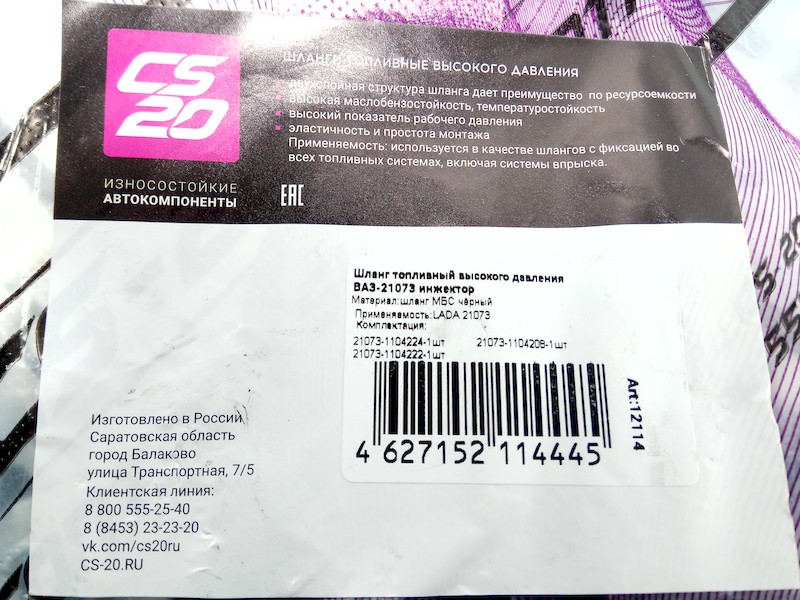 CS
20
ИЗНОСОСТОЙКИЕ
АВТОКОМПОНЕНТЫ
ШЛАНГИ ТОПЛИВНЫЕ ВЫСОКОГО ДАВЛЕНИЯ
двухслойная структура шланга дает преимущество по ресурсоемкости
высокая маслобензостойкость, температуростойкость
высокий показатель рабочего давления
эластичность и простота монтажа
Применяемость: используется в качестве шлангов с фиксацией во
всех топливных системах, включая системы впрыска.
EAC
Шланг топливный высокого давления
ВАЗ-21073 инжектор
Материал:шланг МБС чёрный
Применяемость:LADA 21073
Комплектация:
21073-1104224-1шт 21073-1104208-1шт
21073-1104222-1шт
Art:12114
4 627152 114445
Изготовлено в России
Саратовская область
город Балаково
улица Транспортная, 7/5
Клиентская линия:
8 800 555-25-40
8 (8453) 23-23-20
vk.com/cs20ru
CS-20.RU